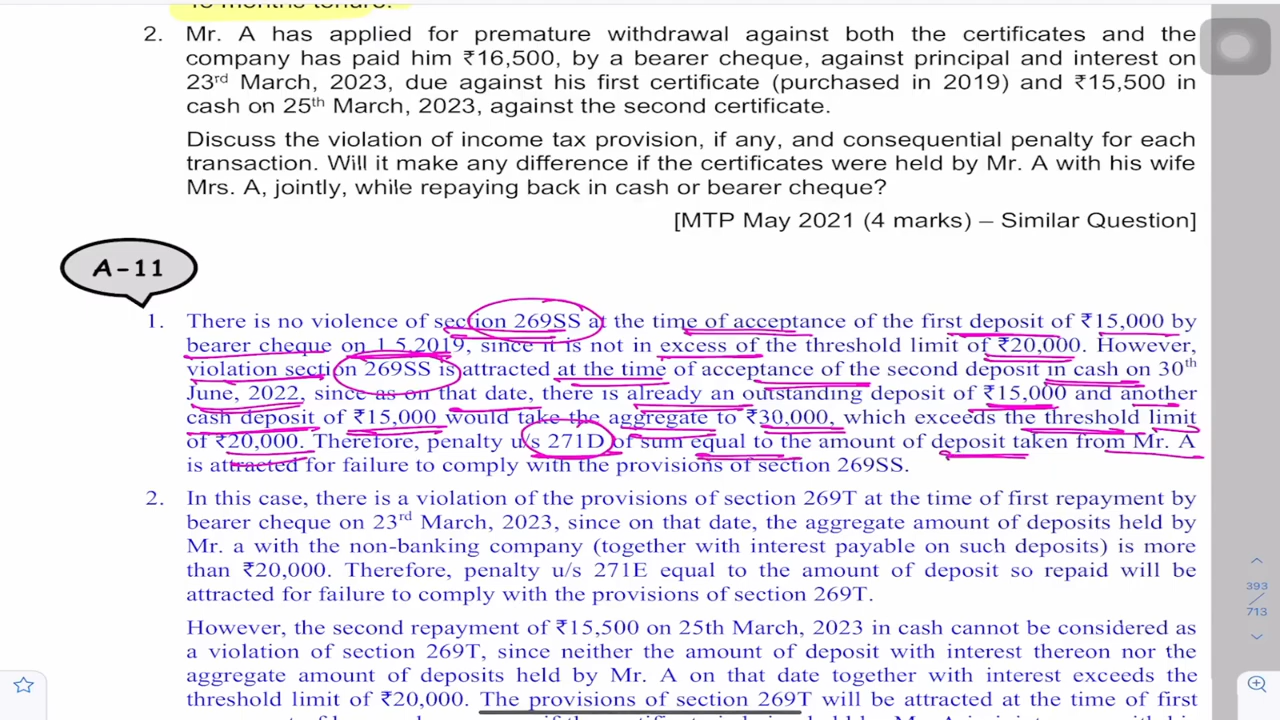 2. Mr. A has applied for premature withdrawal against both the certificates and the
company has paid him ₹16,500, by a bearer cheque, against principal and interest on
23rd March, 2023, due against his first certificate (purchased in 2019) and ₹15,500 in
cash on 25th March, 2023, against the second certificate.
Discuss the violation of income tax provision, if any, and consequential penalty for each
transaction. Will it make any difference if the certificates were held by Mr. A with his wife
Mrs. A, jointly, while repaying back in cash or bearer cheque?
[MTP May 2021 (4 marks) – Similar Question]
A-11
1. There is no violence of section 269SS at the time of acceptance of the first deposit of ₹15,000 by
bearer cheque on 1.5.2019, since it is not in excess of the threshold limit of ₹20,000. However,
violation section 269SS is attracted at the time of acceptance of the second deposit in cash on 30th
June, 2022, since as on that date, there is already an outstanding deposit of ₹15,000 and another
cash deposit of ₹15,000 would take the aggregate to ₹30,000, which exceeds the threshold limit
of ₹20,000. Therefore, penalty u/s 271D of sum equal to the amount of deposit taken from Mr. A
is attracted for failure to comply with the provisions of section 269SS.
2. In this case, there is a violation of the provisions of section 269T at the time of first repayment by
bearer cheque on 23rd March, 2023, since on that date, the aggregate amount of deposits held by
Mr. a with the non-banking company (together with interest payable on such deposits) is more
than ₹20,000. Therefore, penalty u/s 271E equal to the amount of deposit so repaid will be
attracted for failure to comply with the provisions of section 269T.
However, the second repayment of ₹15,500 on 25th March, 2023 in cash cannot be considered as
a violation of section 269T, since neither the amount of deposit with interest thereon nor the
aggregate amount of deposits held by Mr. A on that date together with interest exceeds the
threshold limit of ₹20,000. The provisions of section 269T will be attracted at the time of first
393
713